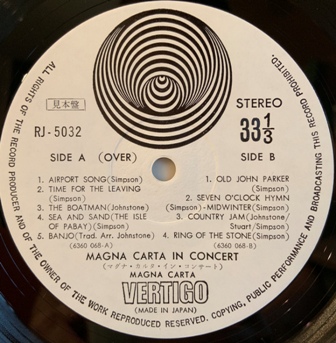 見本盤
RJ-5032
STEREO
33 1/3
SIDE A (OVER)
SIDE B
1. AIRPORT SONG(Simpson)
2. TIME FOR THE LEAVING
(Simpson)
3. THE BOATMAN(Johnstone)
4. SEA AND SAND(THE ISLE
OF PABAY) (Simpson)
5. BANJO(Trad. Arr. Johnstone)
(6360 068-A)
1. OLD JOHN PARKER
(Simpson)
2. SEVEN O'CLOCK HYMN
(Simpson)-MIDWINTER(Simpson)
3. COUNTRY JAM(Johnstone/
Stuart/Simpson)
4. RING OF THE STONE(Simpson)
(6360 068-B)
MAGNA CARTA IN CONCERT
(マグナ・カルタ・イン・コンサート)
MAGNA CARTA
VERTIGO
(MADE IN JAPAN)
ALL RIGHTS OF THE RECORD PRODUCER AND OF THE OWNER OF THE WORK REPRODUCED RESERVED. COPYING, PUBLIC PERFORMANCE AND BROADCASTING THIS RECORD PROHIBITED.